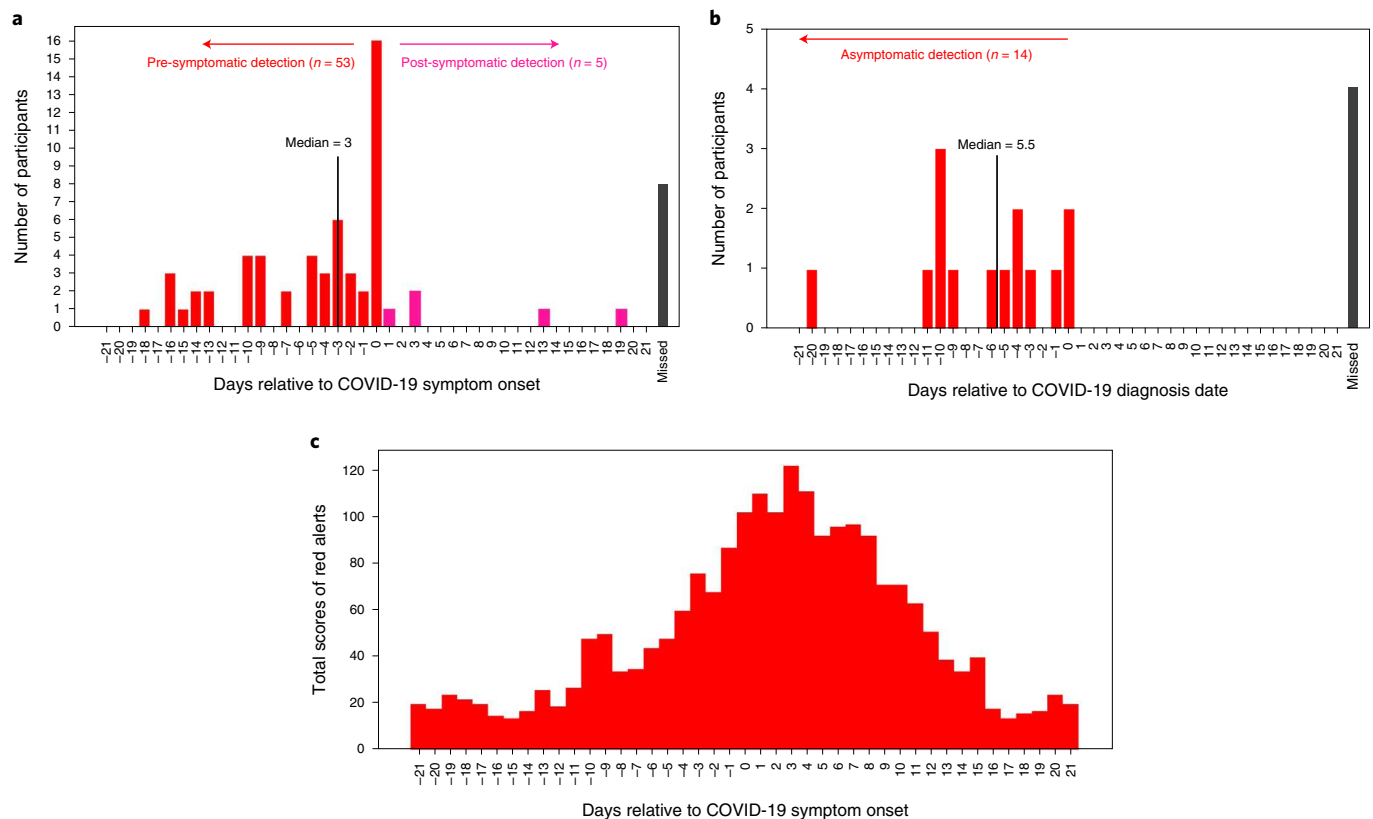 a
Pre-symptomatic detection (n = 53)
Post-symptomatic detection (n = 5)
Median = 3
Number of participants
16
15
14
13
12
11
10
9
8
7
6
5
4
3
2
1
0
–21 –20 –19 –18 –17 –16 –15 –14 –13 –12 –11 –10 –9 –8 –7 –6 –5 –4 –3 –2 –1 0 1 2 3 4 5 6 7 8 9 10 11 12 13 14 15 16 17 18 19 20 21 Missed
Days relative to COVID-19 symptom onset
b
Asymptomatic detection (n = 14)
Median = 5.5
Number of participants
5
4
3
2
1
0
–21 –20 –19 –18 –17 –16 –15 –14 –13 –12 –11 –10 –9 –8 –7 –6 –5 –4 –3 –2 –1 0 1 2 3 4 5 6 7 8 9 10 11 12 13 14 15 16 17 18 19 20 21 Missed
Days relative to COVID-19 diagnosis date
c
Total scores of red alerts
120
100
80
60
40
20
0
–21 –20 –19 –18 –17 –16 –15 –14 –13 –12 –11 –10 –9 –8 –7 –6 –5 –4 –3 –2 –1 0 1 2 3 4 5 6 7 8 9 10 11 12 13 14 15 16 17 18 19 20 21
Days relative to COVID-19 symptom onset